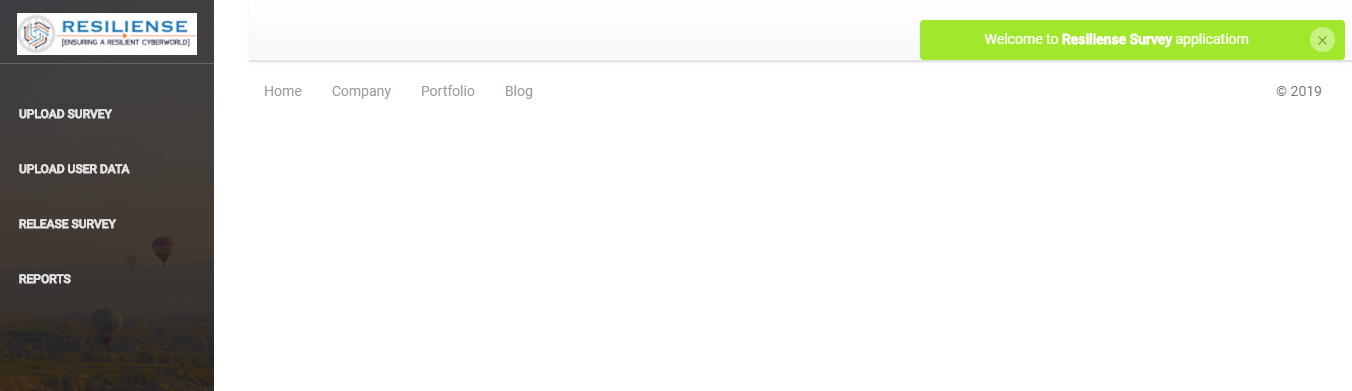 RESILIENSE
[ENSURING A RESILIENT CYBERWORLD]
UPLOAD SURVEY
UPLOAD USER DATA
RELEASE SURVEY
REPORTS
Welcome to Resiliense Survey applicatiom
Home Company Portfolio Blog © 2019